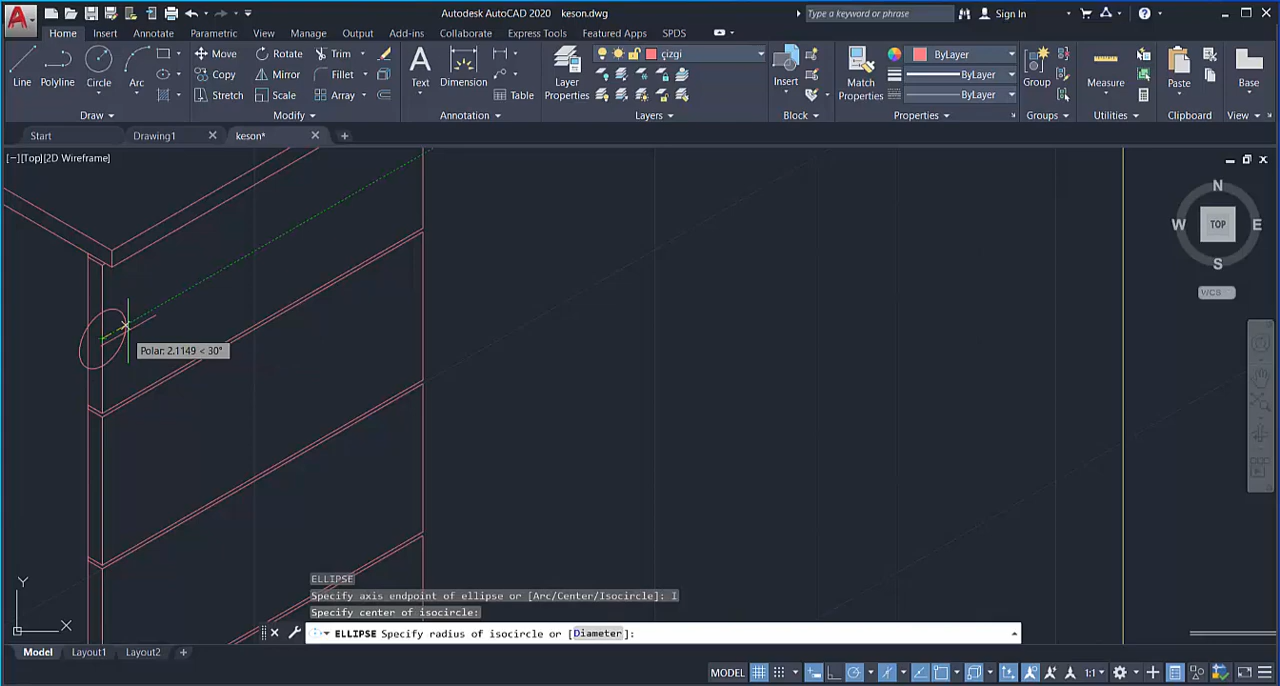 Autodesk AutoCAD 2020 keson.dwg
Type a keyword or phrase
Sign In
Home Insert Annotate Parametric View Manage Output Add-ins Collaborate Express Tools Featured Apps SPDS
Line Polyline Circle Arc
Move Rotate Trim
Copy Mirror Fillet
Stretch Scale Array
Text Dimension Table
Layer Properties
çizgi
Insert
Match Properties
ByLayer
ByLayer
ByLayer
Group
Measure
Paste
Base
Draw Modify Annotation Layers Block Properties Groups Utilities Clipboard View
Start Drawing1 keson*
[−][Top][2D Wireframe]
N
W TOP E
S
WCS
Polar: 2.1149 < 30°
Y
X
ELLIPSE
Specify axis endpoint of ellipse or [Arc/Center/Isocircle]: I
Specify center of isocircle:
ELLIPSE Specify radius of isocircle or [Diameter]:
Model Layout1 Layout2
MODEL 1:1